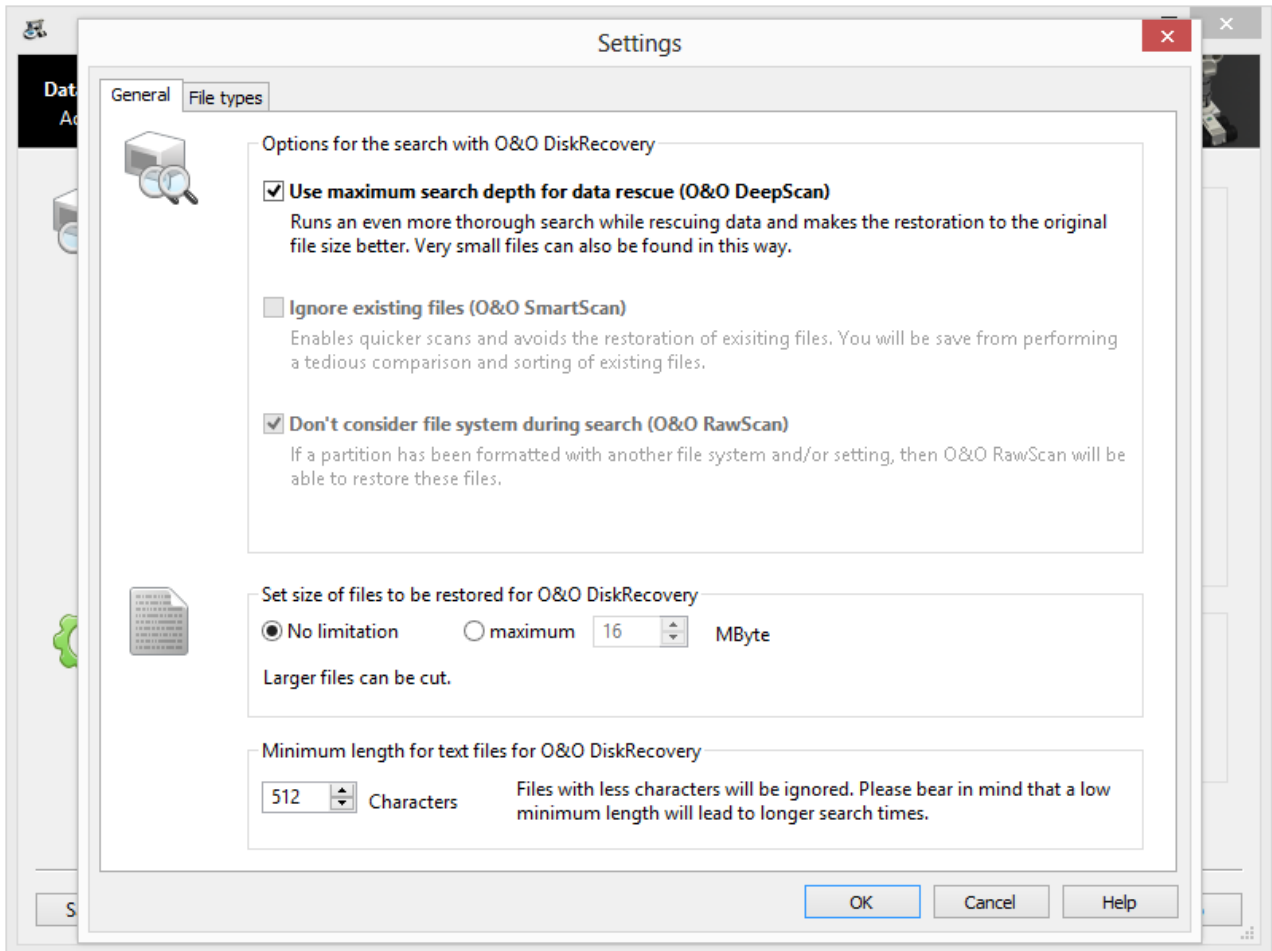 Settings
General
File types
Options for the search with O&O DiskRecovery
Use maximum search depth for data rescue (O&O DeepScan)
Runs an even more thorough search while rescuing data and makes the restoration to the original
file size better. Very small files can also be found in this way.
Ignore existing files (O&O SmartScan)
Enables quicker scans and avoids the restoration of exisiting files. You will be save from performing
a tedious comparison and sorting of existing files.
Don't consider file system during search (O&O RawScan)
If a partition has been formatted with another file system and/or setting, then O&O RawScan will be
able to restore these files.
Set size of files to be restored for O&O DiskRecovery
No limitation maximum 16 MByte
Larger files can be cut.
Minimum length for text files for O&O DiskRecovery
512 Characters
Files with less characters will be ignored. Please bear in mind that a low
minimum length will lead to longer search times.
OK Cancel Help